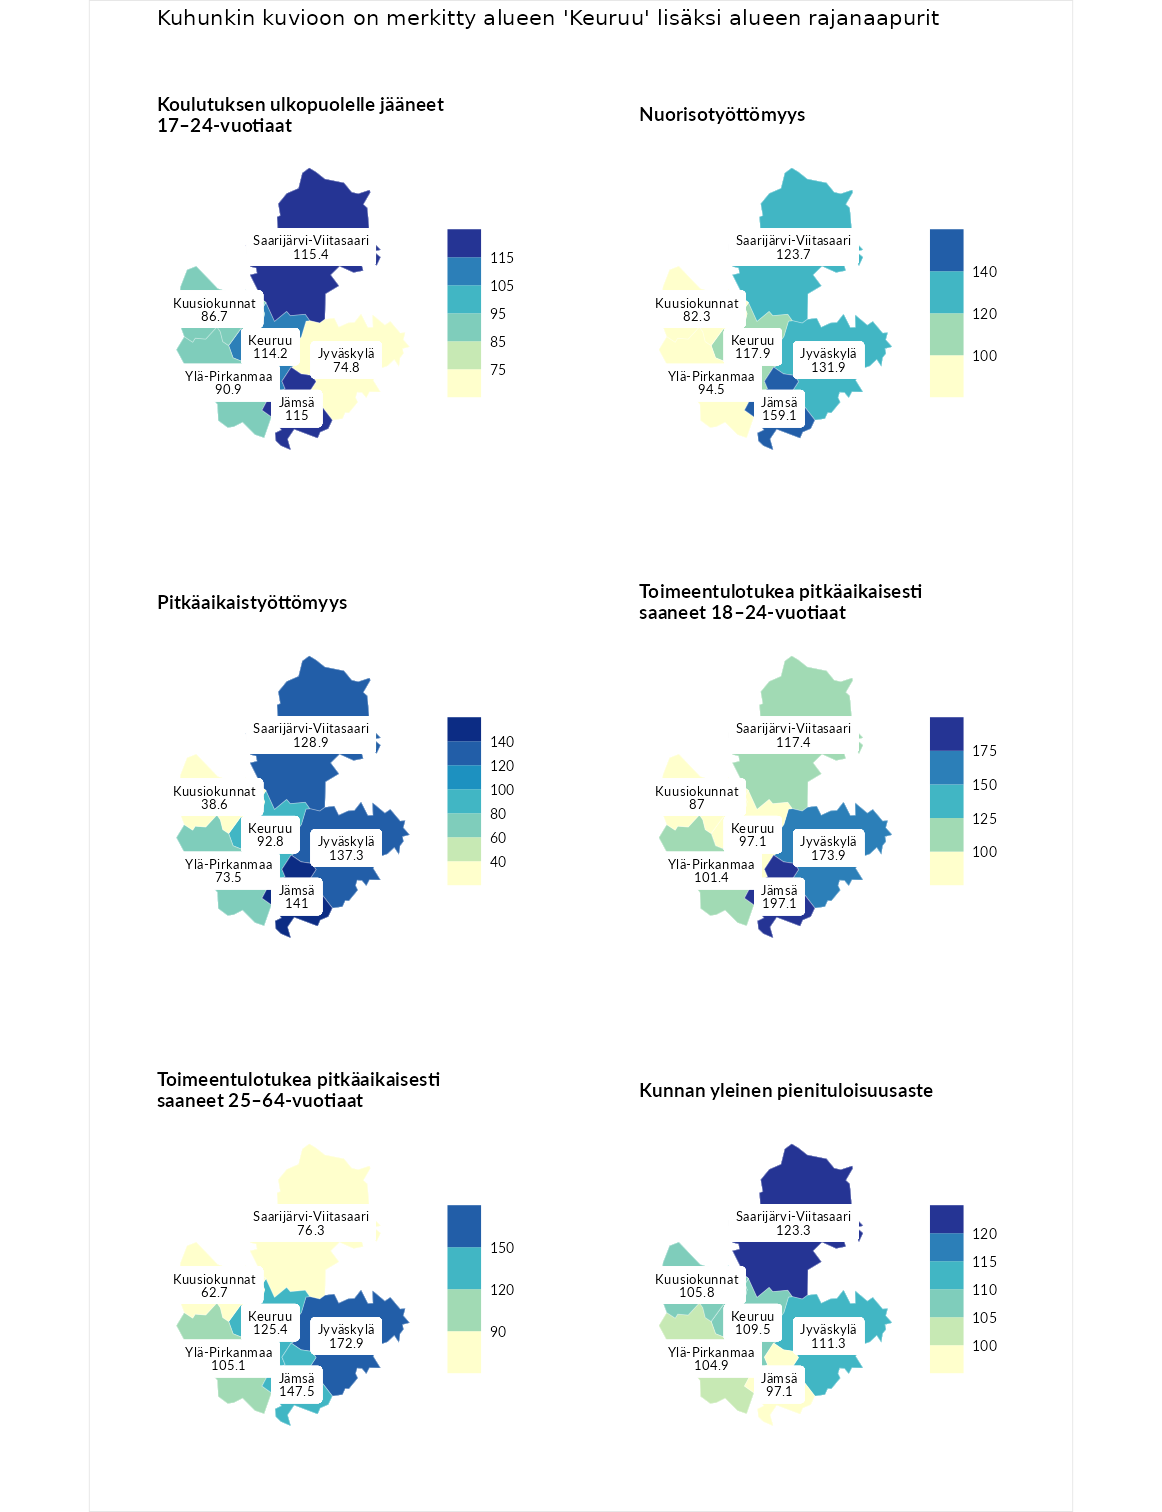 Kuhunkin kuvioon on merkitty alueen 'Keuruu' lisäksi alueen rajanaapurit
Koulutuksen ulkopuolelle jääneet
17–24-vuotiaat
Saarijärvi-Viitasaari
115.4
Kuusiokunnat
86.7
Keuruu
114.2
Jyväskylä
74.8
Ylä-Pirkanmaa
90.9
Jämsä
115
115
105
95
85
75
Nuorisotyöttömyys
Saarijärvi-Viitasaari
123.7
Kuusiokunnat
82.3
Keuruu
117.9
Jyväskylä
131.9
Ylä-Pirkanmaa
94.5
Jämsä
159.1
140
120
100
Pitkäaikaistyöttömyys
Saarijärvi-Viitasaari
128.9
Kuusiokunnat
38.6
Keuruu
92.8
Jyväskylä
137.3
Ylä-Pirkanmaa
73.5
Jämsä
141
140
120
100
80
60
40
Toimeentulotukea pitkäaikaisesti
saaneet 18–24-vuotiaat
Saarijärvi-Viitasaari
117.4
Kuusiokunnat
87
Keuruu
97.1
Jyväskylä
173.9
Ylä-Pirkanmaa
101.4
Jämsä
197.1
175
150
125
100
Toimeentulotukea pitkäaikaisesti
saaneet 25–64-vuotiaat
Saarijärvi-Viitasaari
76.3
Kuusiokunnat
62.7
Keuruu
125.4
Jyväskylä
172.9
Ylä-Pirkanmaa
105.1
Jämsä
147.5
150
120
90
Kunnan yleinen pienituloisuusaste
Saarijärvi-Viitasaari
123.3
Kuusiokunnat
105.8
Keuruu
109.5
Jyväskylä
111.3
Ylä-Pirkanmaa
104.9
Jämsä
97.1
120
115
110
105
100